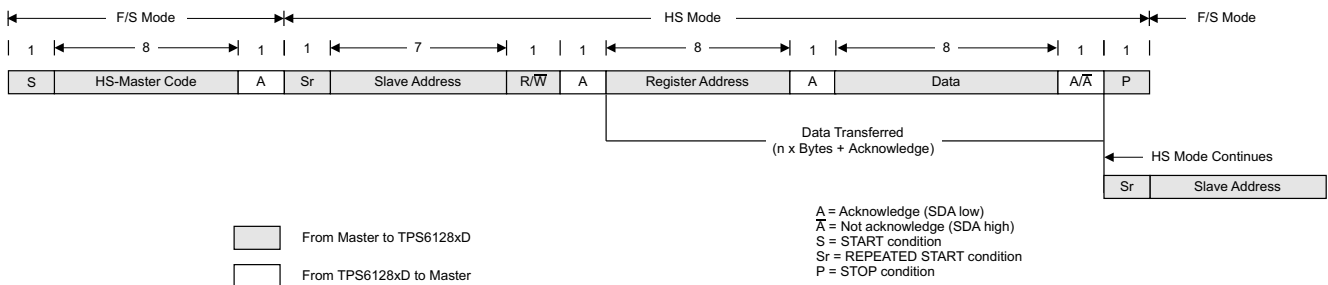 F/S Mode HS Mode F/S Mode
1 8 1 1 7 1 1 8 1 8 1 1
S HS-Master Code A Sr Slave Address R/W̅ A Register Address A Data A/A̅ P
Data Transferred
(n x Bytes + Acknowledge)
HS Mode Continues
Sr Slave Address
A = Acknowledge (SDA low)
A̅ = Not acknowledge (SDA high)
S = START condition
Sr = REPEATED START condition
P = STOP condition
From Master to TPS6128xD
From TPS6128xD to Master